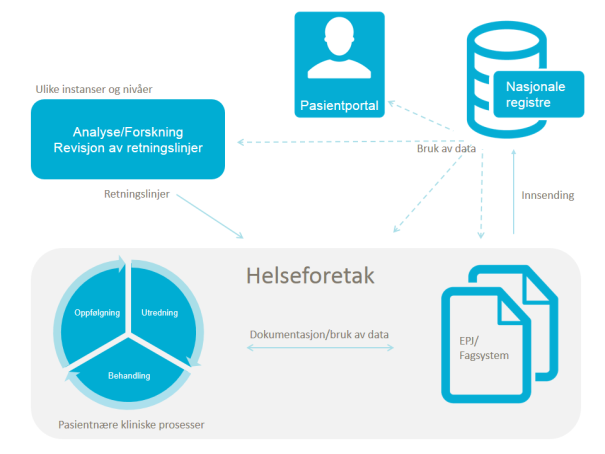 Pasientportal
Nasjonale
registre
Ulike instanser og nivåer
Analyse/Forskning
Revisjon av retningslinjer
Bruk av data
Retningslinjer
Innsending
Helseforetak
Oppfølgning
Utredning
Behandling
Dokumentasjon/bruk av data
EPJ/
Fagsystem
Pasientnære kliniske prosesser